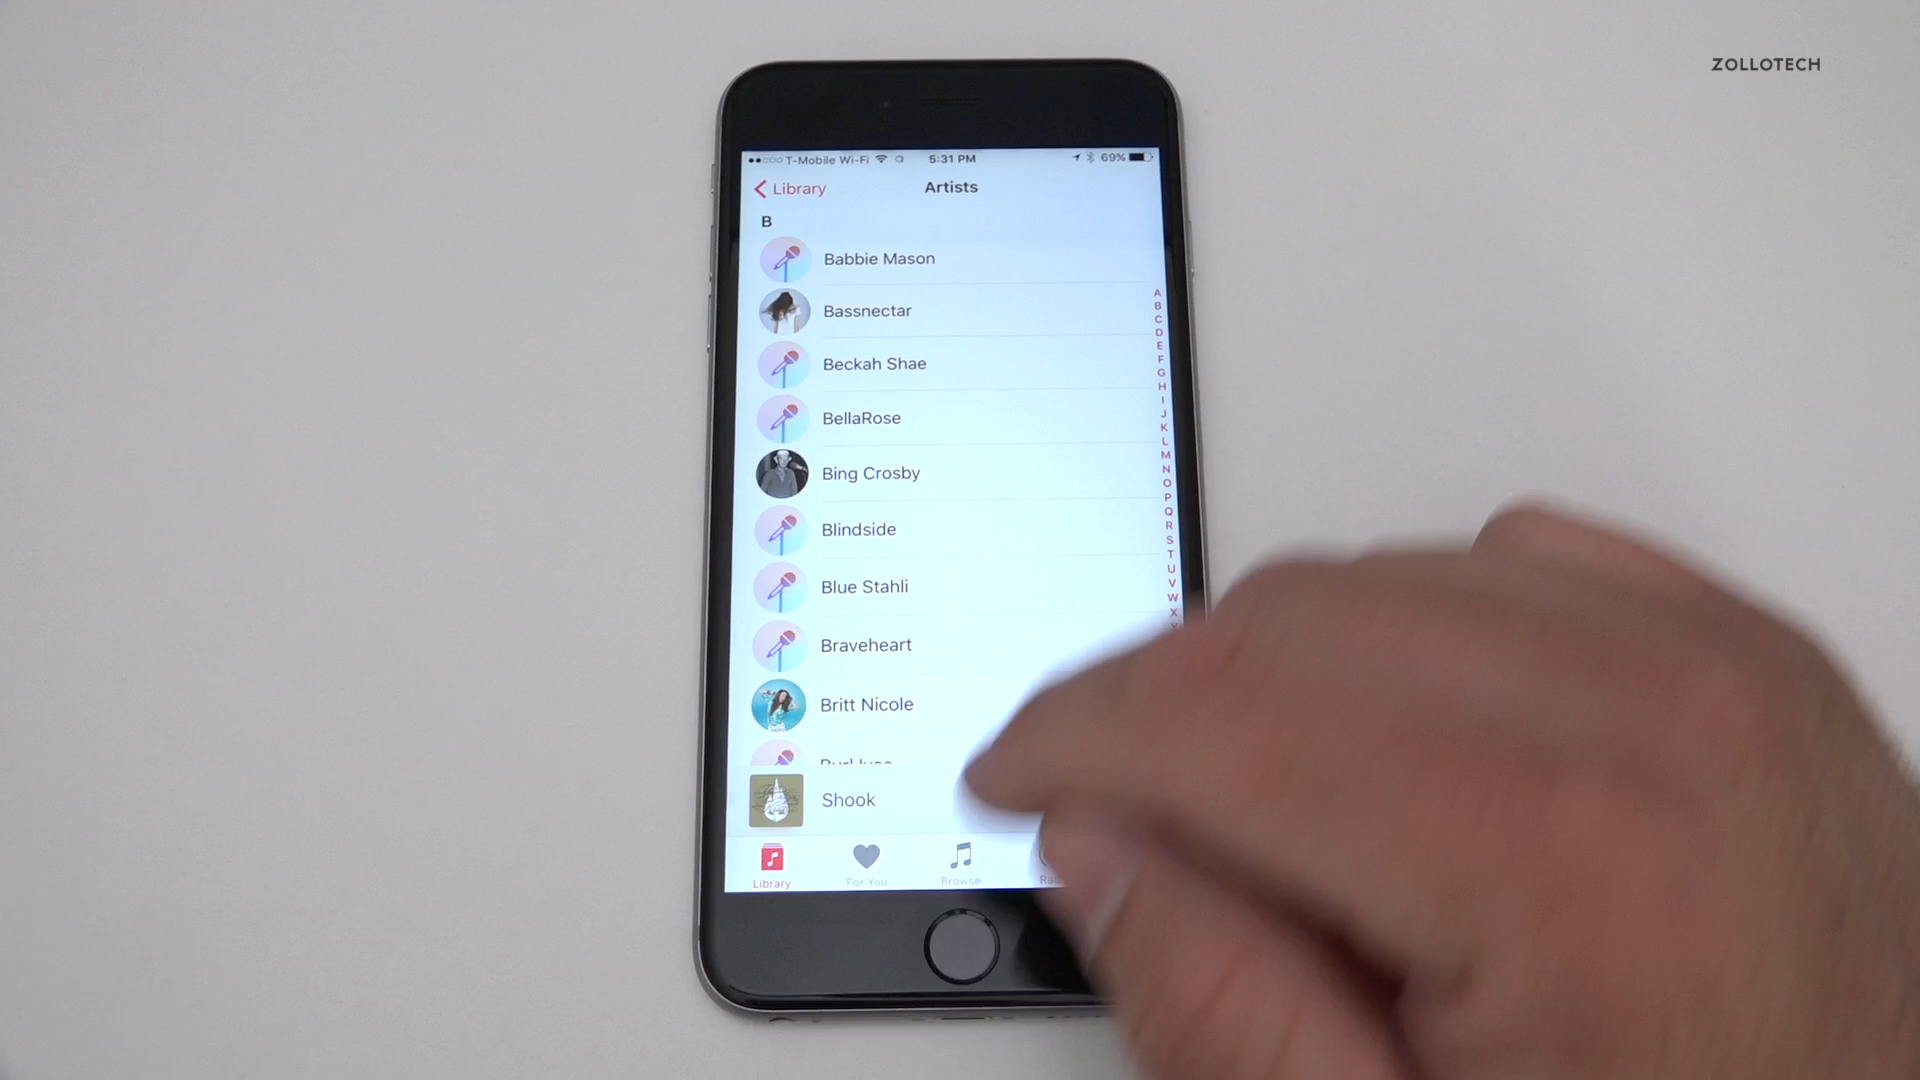 ZOLLOTECH
T-Mobile Wi-Fi
5:31 PM
69%
Library
Artists
B
Babbie Mason
Bassnectar
Beckah Shae
BellaRose
Bing Crosby
Blindside
Blue Stahli
Braveheart
Britt Nicole
Shook
A
B
C
D
E
F
G
H
I
J
K
L
M
N
O
P
Q
R
S
T
U
V
W
X
Library
For You
Browse